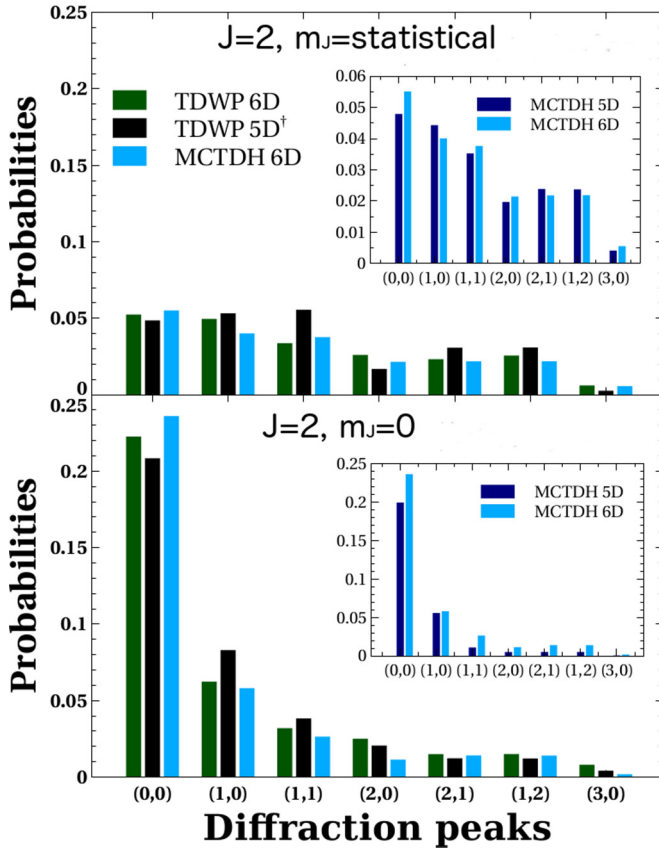 J=2, mJ=statistical
Probabilities
0.25
0.2
0.15
0.1
0.05
0
TDWP 6D
TDWP 5D†
MCTDH 6D
0.06
0.05
0.04
0.03
0.02
0.01
0
MCTDH 5D
MCTDH 6D
(0,0) (1,0) (1,1) (2,0) (2,1) (1,2) (3,0)
J=2, mJ=0
Probabilities
0.25
0.2
0.15
0.1
0.05
0
0.25
0.2
0.15
0.1
0.05
0
MCTDH 5D
MCTDH 6D
(0,0) (1,0) (1,1) (2,0) (2,1) (1,2) (3,0)
(0,0) (1,0) (1,1) (2,0) (2,1) (1,2) (3,0)
Diffraction peaks